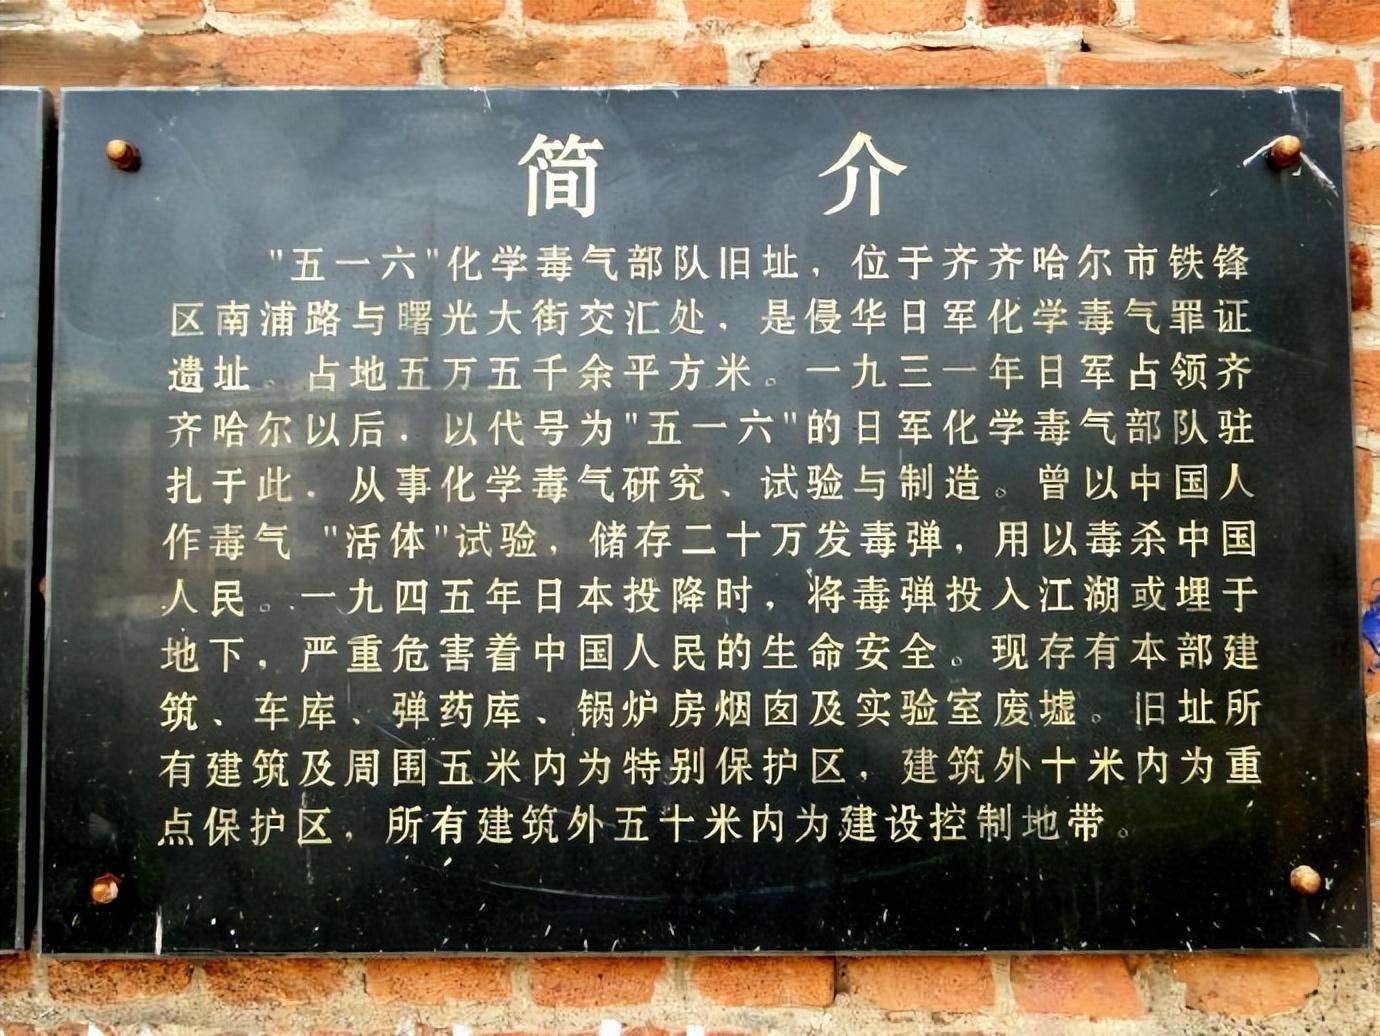 简 介
"五一六"化学毒气部队旧址，位于齐齐哈尔市铁锋
区南浦路与曙光大街交汇处，是侵华日军化学毒气罪证
遗址。占地五万五千余平方米。一九三一年日军占领齐
齐哈尔以后，以代号为"五一六"的日军化学毒气部队驻
扎于此，从事化学毒气研究、试验与制造。曾以中国人
作毒气 "活体"试验，储存二十万发毒弹，用以毒杀中国
人民。一九四五年日本投降时，将毒弹投入江湖或埋于
地下，严重危害着中国人民的生命安全。现存有本部建
筑、车库、弹药库、锅炉房烟囱及实验室废墟。旧址所
有建筑及周围五米内为特别保护区，建筑外十米内为重
点保护区，所有建筑外五十米内为建设控制地带。